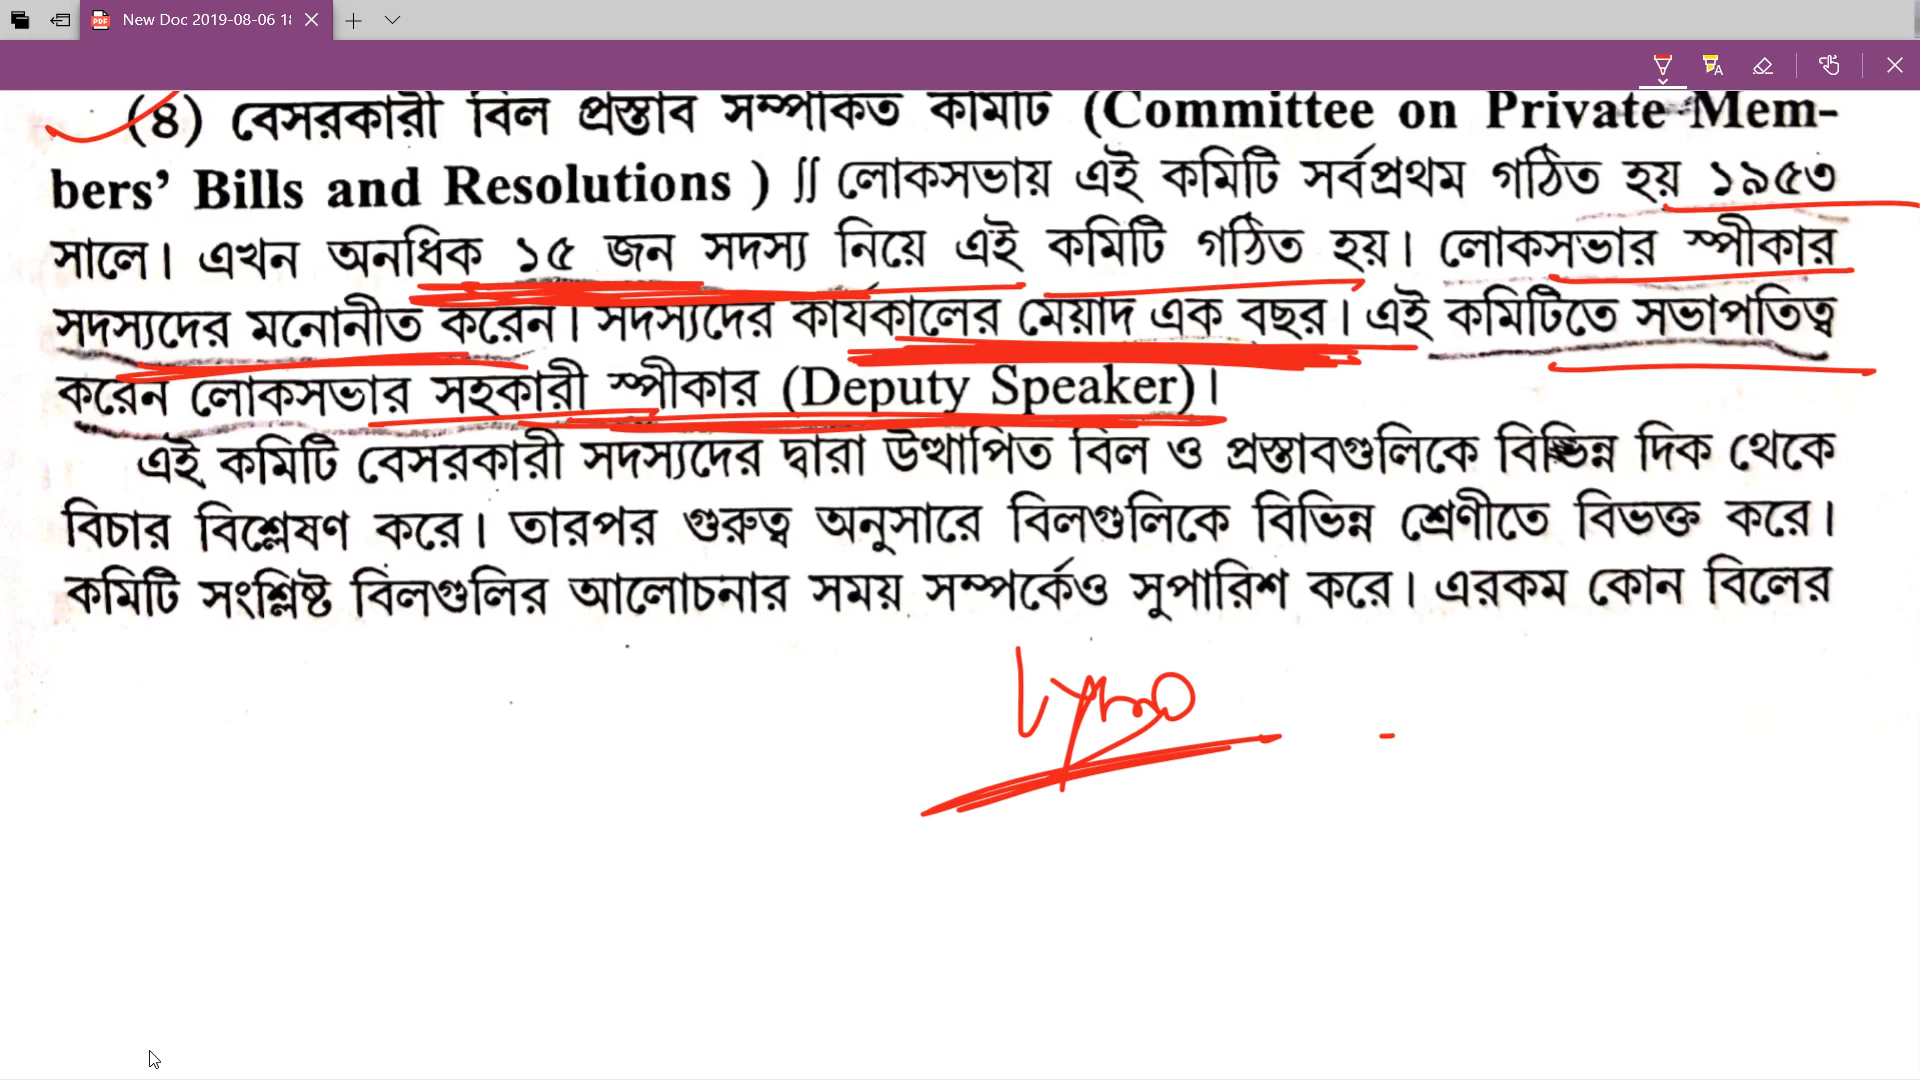 New Doc 2019-08-06 18
(৪) বেসরকারী বিল প্রস্তাব সম্পর্কিত কমিটি (Committee on Private Mem-
bers’ Bills and Resolutions ) ॥ লোকসভায় এই কমিটি সর্বপ্রথম গঠিত হয় ১৯৫৩
সালে। এখন অনধিক ১৫ জন সদস্য নিয়ে এই কমিটি গঠিত হয়। লোকসভার স্পীকার
সদস্যদের মনোনীত করেন। সদস্যদের কার্যকালের মেয়াদ এক বছর। এই কমিটিতে সভাপতিত্ব
করেন লোকসভার সহকারী স্পীকার (Deputy Speaker)।
এই কমিটি বেসরকারী সদস্যদের দ্বারা উত্থাপিত বিল ও প্রস্তাবগুলিকে বিভিন্ন দিক থেকে
বিচার বিশ্লেষণ করে। তারপর গুরুত্ব অনুসারে বিলগুলিকে বিভিন্ন শ্রেণীতে বিভক্ত করে।
কমিটি সংশ্লিষ্ট বিলগুলির আলোচনার সময় সম্পর্কেও সুপারিশ করে। এরকম কোন বিলের